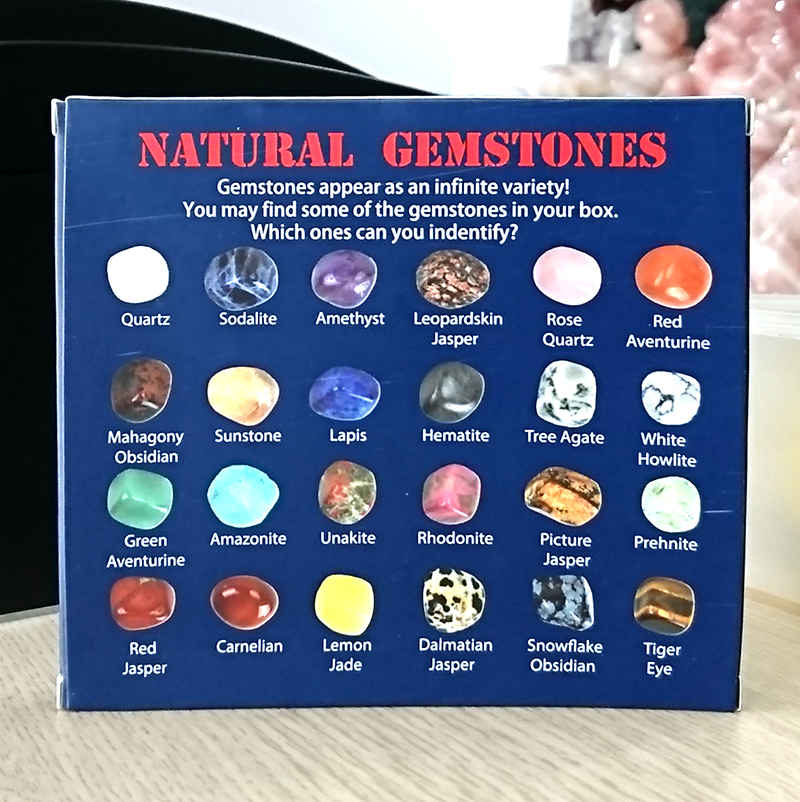 NATURAL GEMSTONES
Gemstones appear as an infinite variety!
You may find some of the gemstones in your box.
Which ones can you indentify?
Quartz
Sodalite
Amethyst
Leopardskin
Jasper
Rose
Quartz
Red
Aventurine
Mahagony
Obsidian
Sunstone
Lapis
Hematite
Tree Agate
White
Howlite
Green
Aventurine
Amazonite
Unakite
Rhodonite
Picture
Jasper
Prehnite
Red
Jasper
Carnelian
Lemon
Jade
Dalmatian
Jasper
Snowflake
Obsidian
Tiger
Eye